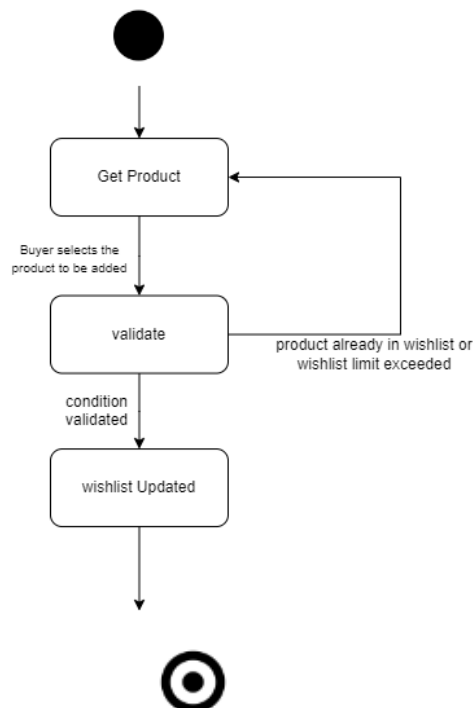 Get Product
Buyer selects the
product to be added
validate
product already in wishlist or
wishlist limit exceeded
condition
validated
wishlist Updated